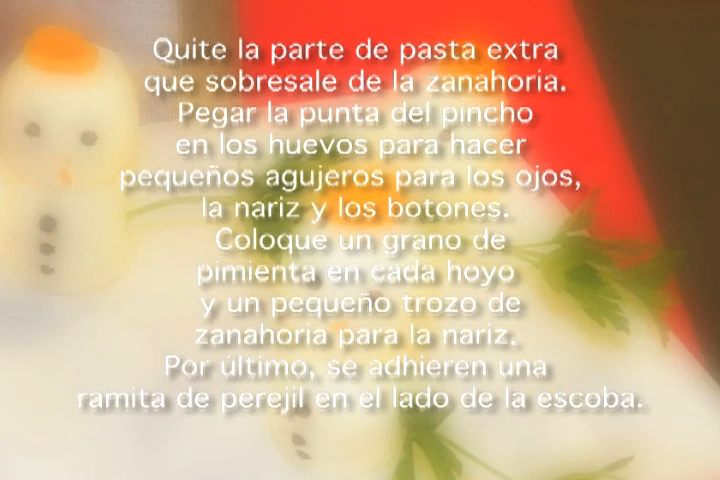 Quite la parte de pasta extra
que sobresale de la zanahoria.
Pegar la punta del pincho
en los huevos para hacer
pequeños agujeros para los ojos,
la nariz y los botones.
Coloque un grano de
pimienta en cada hoyo
y un pequeño trozo de
zanahoria para la nariz.
Por último, se adhieren una
ramita de perejil en el lado de la escoba.